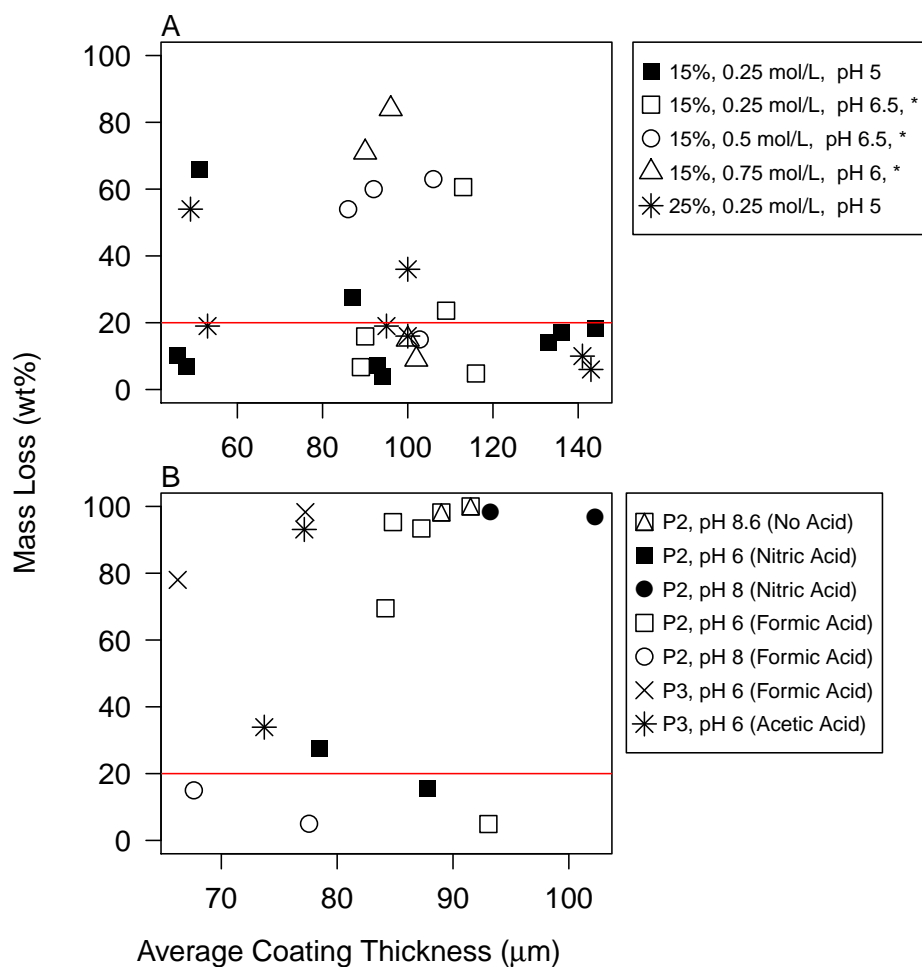 A
100
80
60
40
20
0
60
80
100
120
140
15%, 0.25 mol/L, pH 5
15%, 0.25 mol/L, pH 6.5, *
15%, 0.5 mol/L, pH 6.5, *
15%, 0.75 mol/L, pH 6, *
25%, 0.25 mol/L, pH 5
Mass Loss (wt%)
B
100
80
60
40
20
0
70
80
90
100
P2, pH 8.6 (No Acid)
P2, pH 6 (Nitric Acid)
P2, pH 8 (Nitric Acid)
P2, pH 6 (Formic Acid)
P2, pH 8 (Formic Acid)
P3, pH 6 (Formic Acid)
P3, pH 6 (Acetic Acid)
Average Coating Thickness (μm)